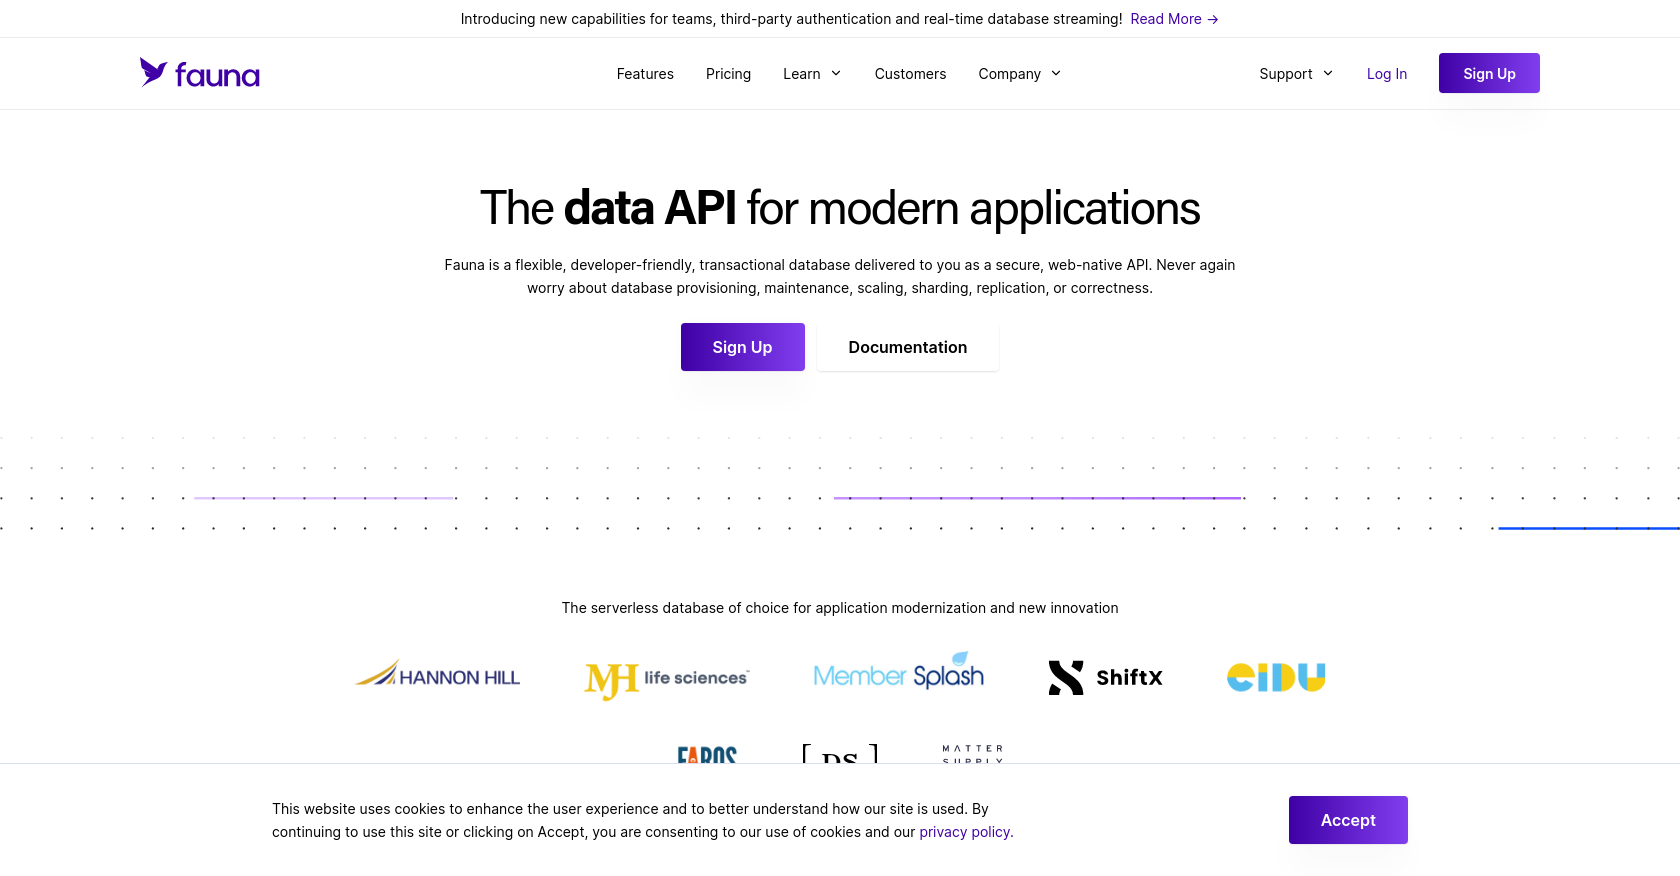 Introducing new capabilities for teams, third-party authentication and real-time database streaming! Read More →
fauna
Features Pricing Learn Customers Company Support Log In Sign Up
The data API for modern applications
Fauna is a flexible, developer-friendly, transactional database delivered to you as a secure, web-native API. Never again
worry about database provisioning, maintenance, scaling, sharding, replication, or correctness.
Sign Up Documentation
The serverless database of choice for application modernization and new innovation
HANNON HILL MJH life sciences™ Member Splash ShiftX EIDU
FAROS [ DS ] MATTER
SUPPLY
This website uses cookies to enhance the user experience and to better understand how our site is used. By
continuing to use this site or clicking on Accept, you are consenting to our use of cookies and our privacy policy.
Accept